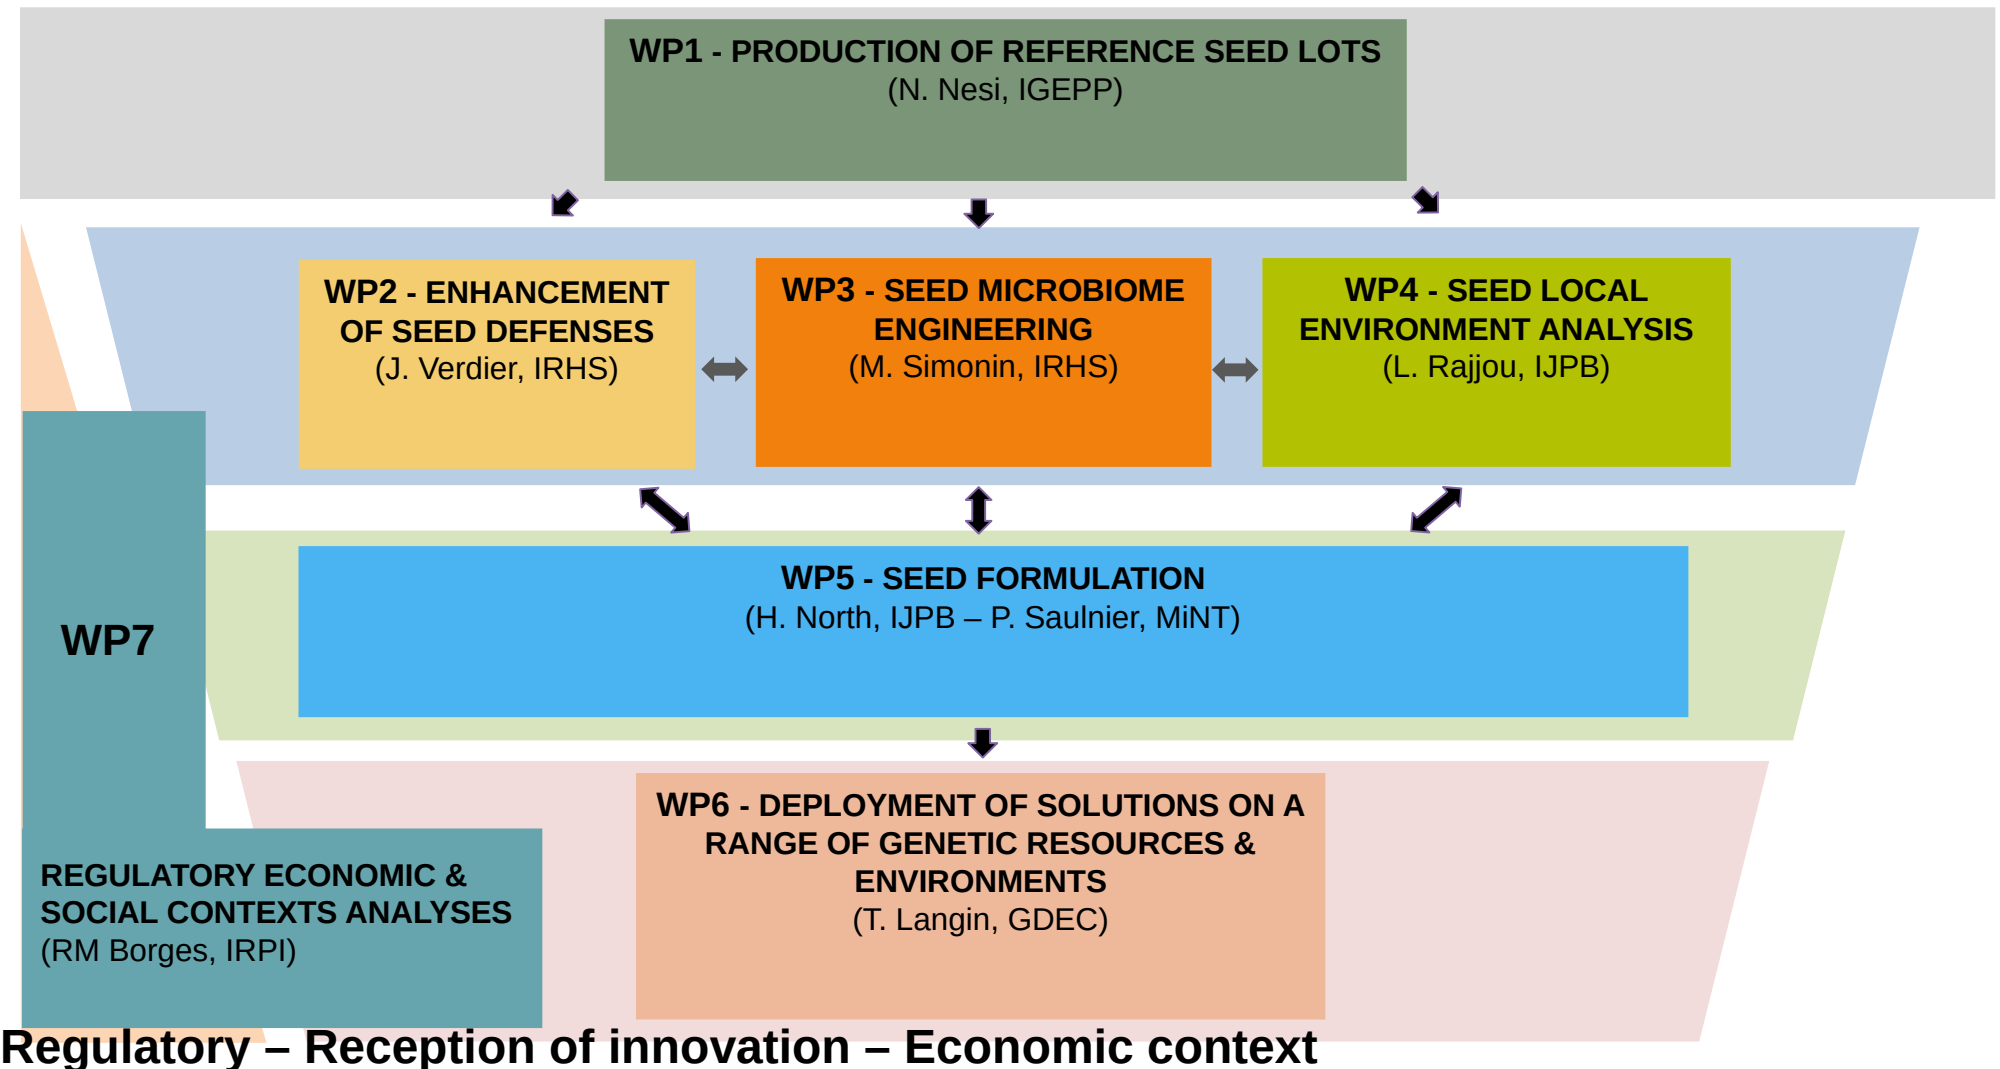 WP1 - PRODUCTION OF REFERENCE SEED LOTS
(N. Nesi, IGEPP)
WP2 - ENHANCEMENT
OF SEED DEFENSES
(J. Verdier, IRHS)
WP3 - SEED MICROBIOME
ENGINEERING
(M. Simonin, IRHS)
WP4 - SEED LOCAL
ENVIRONMENT ANALYSIS
(L. Rajjou, IJPB)
WP5 - SEED FORMULATION
(H. North, IJPB – P. Saulnier, MiNT)
WP7
REGULATORY ECONOMIC &
SOCIAL CONTEXTS ANALYSES
(RM Borges, IRPI)
WP6 - DEPLOYMENT OF SOLUTIONS ON A
RANGE OF GENETIC RESOURCES &
ENVIRONMENTS
(T. Langin, GDEC)
Regulatory – Reception of innovation – Economic context